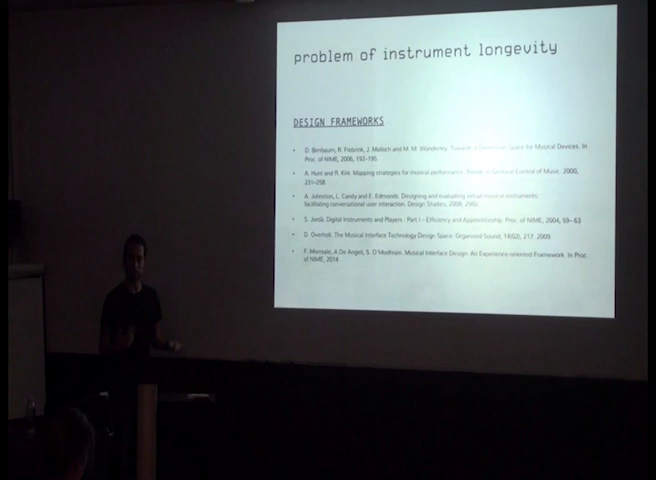 problem of instrument longevity
DESIGN FRAMEWORKS
• D. Birnbaum, R. Fiebrink, J. Malloch and M. M. Wanderley. Towards a Dimension Space for Musical Devices. In
Proc. of NIME, 2006, 192-195.
• A. Hunt and R. Kirk. Mapping strategies for musical performance. Trends in Gestural Control of Music, 2000,
231-258
• A. Johnston, L. Candy and E. Edmonds. Designing and evaluating virtual musical instruments:
facilitating conversational user interaction. Design Studies, 2008,
• S. Jordà. Digital Instruments and Players: Part I – Efficiency and Apprenticeship. Proc. of NIME, 2004, 59-63
• D. Overholt. The Musical Interface Technology Design Space. Organised Sound, 14(02), 217. 2009.
• F. Morreale, A De Angeli, S. O'Modhrain. Musical Interface Design: An Experience-oriented Framework. In Proc.
of NIME, 2014